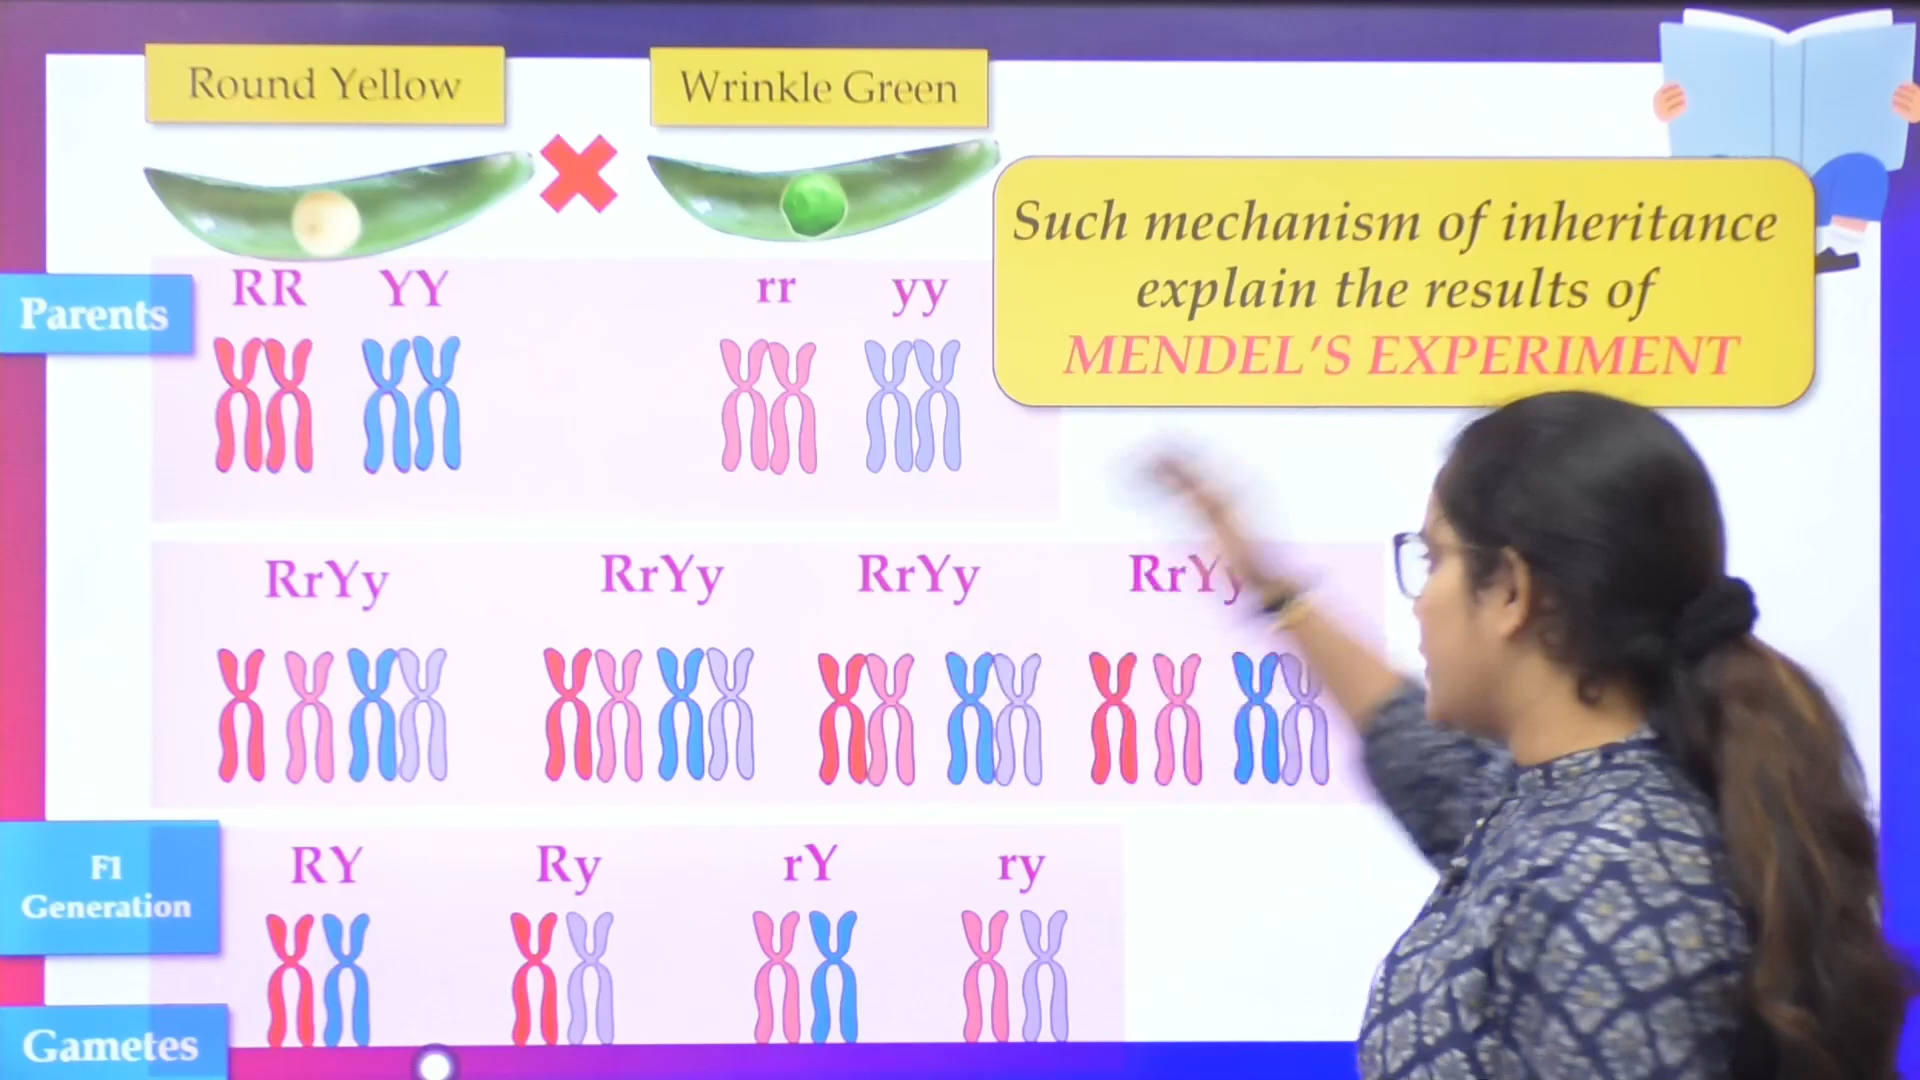 Round Yellow
Wrinkle Green
Such mechanism of inheritance
explain the results of
MENDEL'S EXPERIMENT
Parents
RR YY rr yy
RrYy RrYy RrYy RrYy
F1
Generation
RY Ry rY ry
Gametes